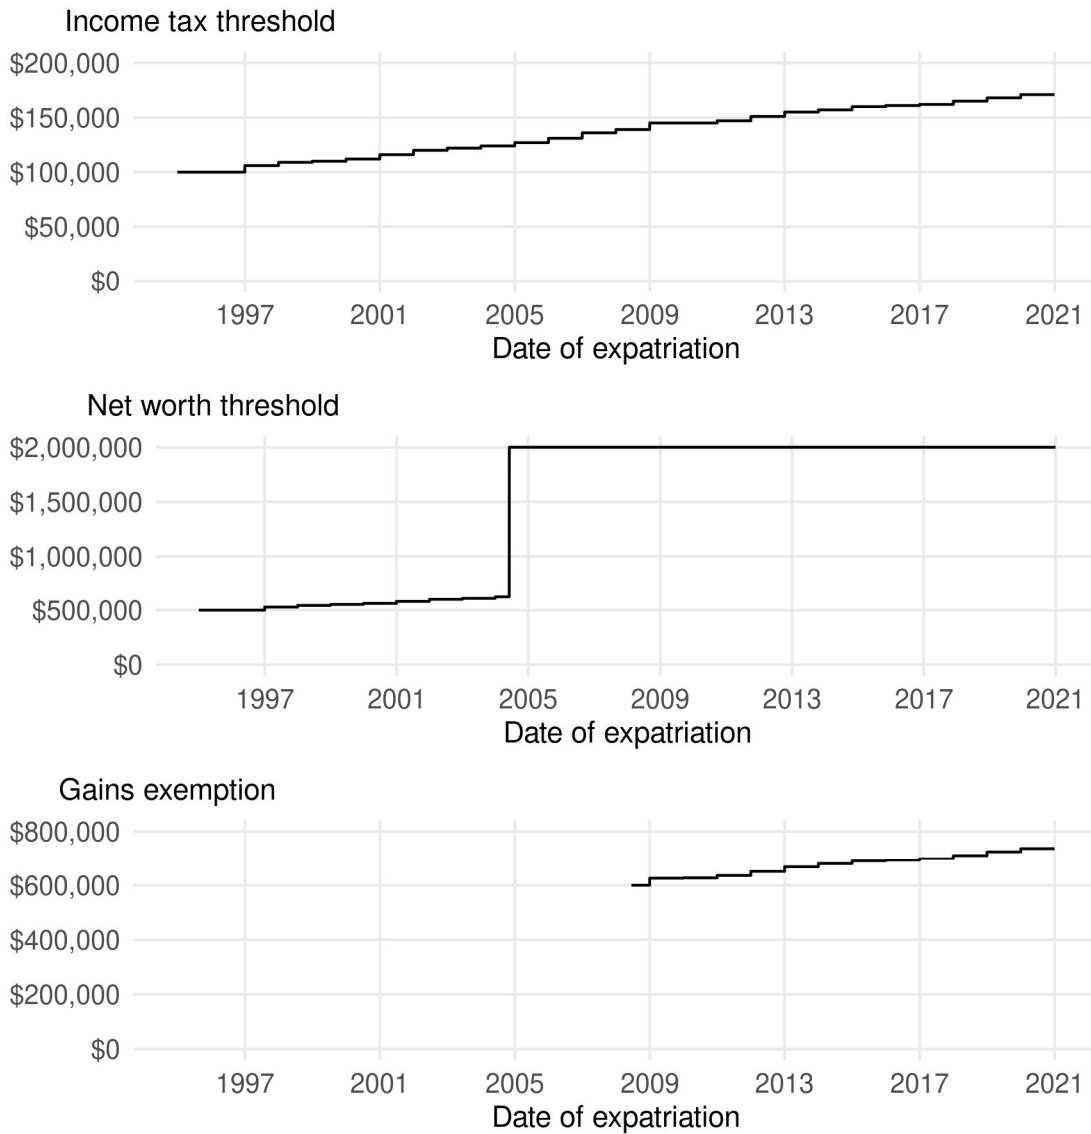 Income tax threshold
$200,000
$150,000
$100,000
$50,000
$0
1997 2001 2005 2009 2013 2017 2021
Date of expatriation
Net worth threshold
$2,000,000
$1,500,000
$1,000,000
$500,000
$0
1997 2001 2005 2009 2013 2017 2021
Date of expatriation
Gains exemption
$800,000
$600,000
$400,000
$200,000
$0
1997 2001 2005 2009 2013 2017 2021
Date of expatriation